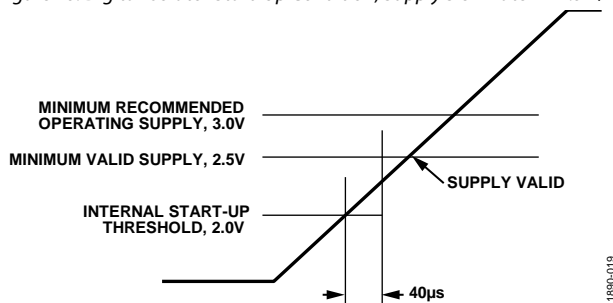 MINIMUM RECOMMENDED
OPERATING SUPPLY, 3.0V
MINIMUM VALID SUPPLY, 2.5V
SUPPLY VALID
INTERNAL START-UP
THRESHOLD, 2.0V
40µs